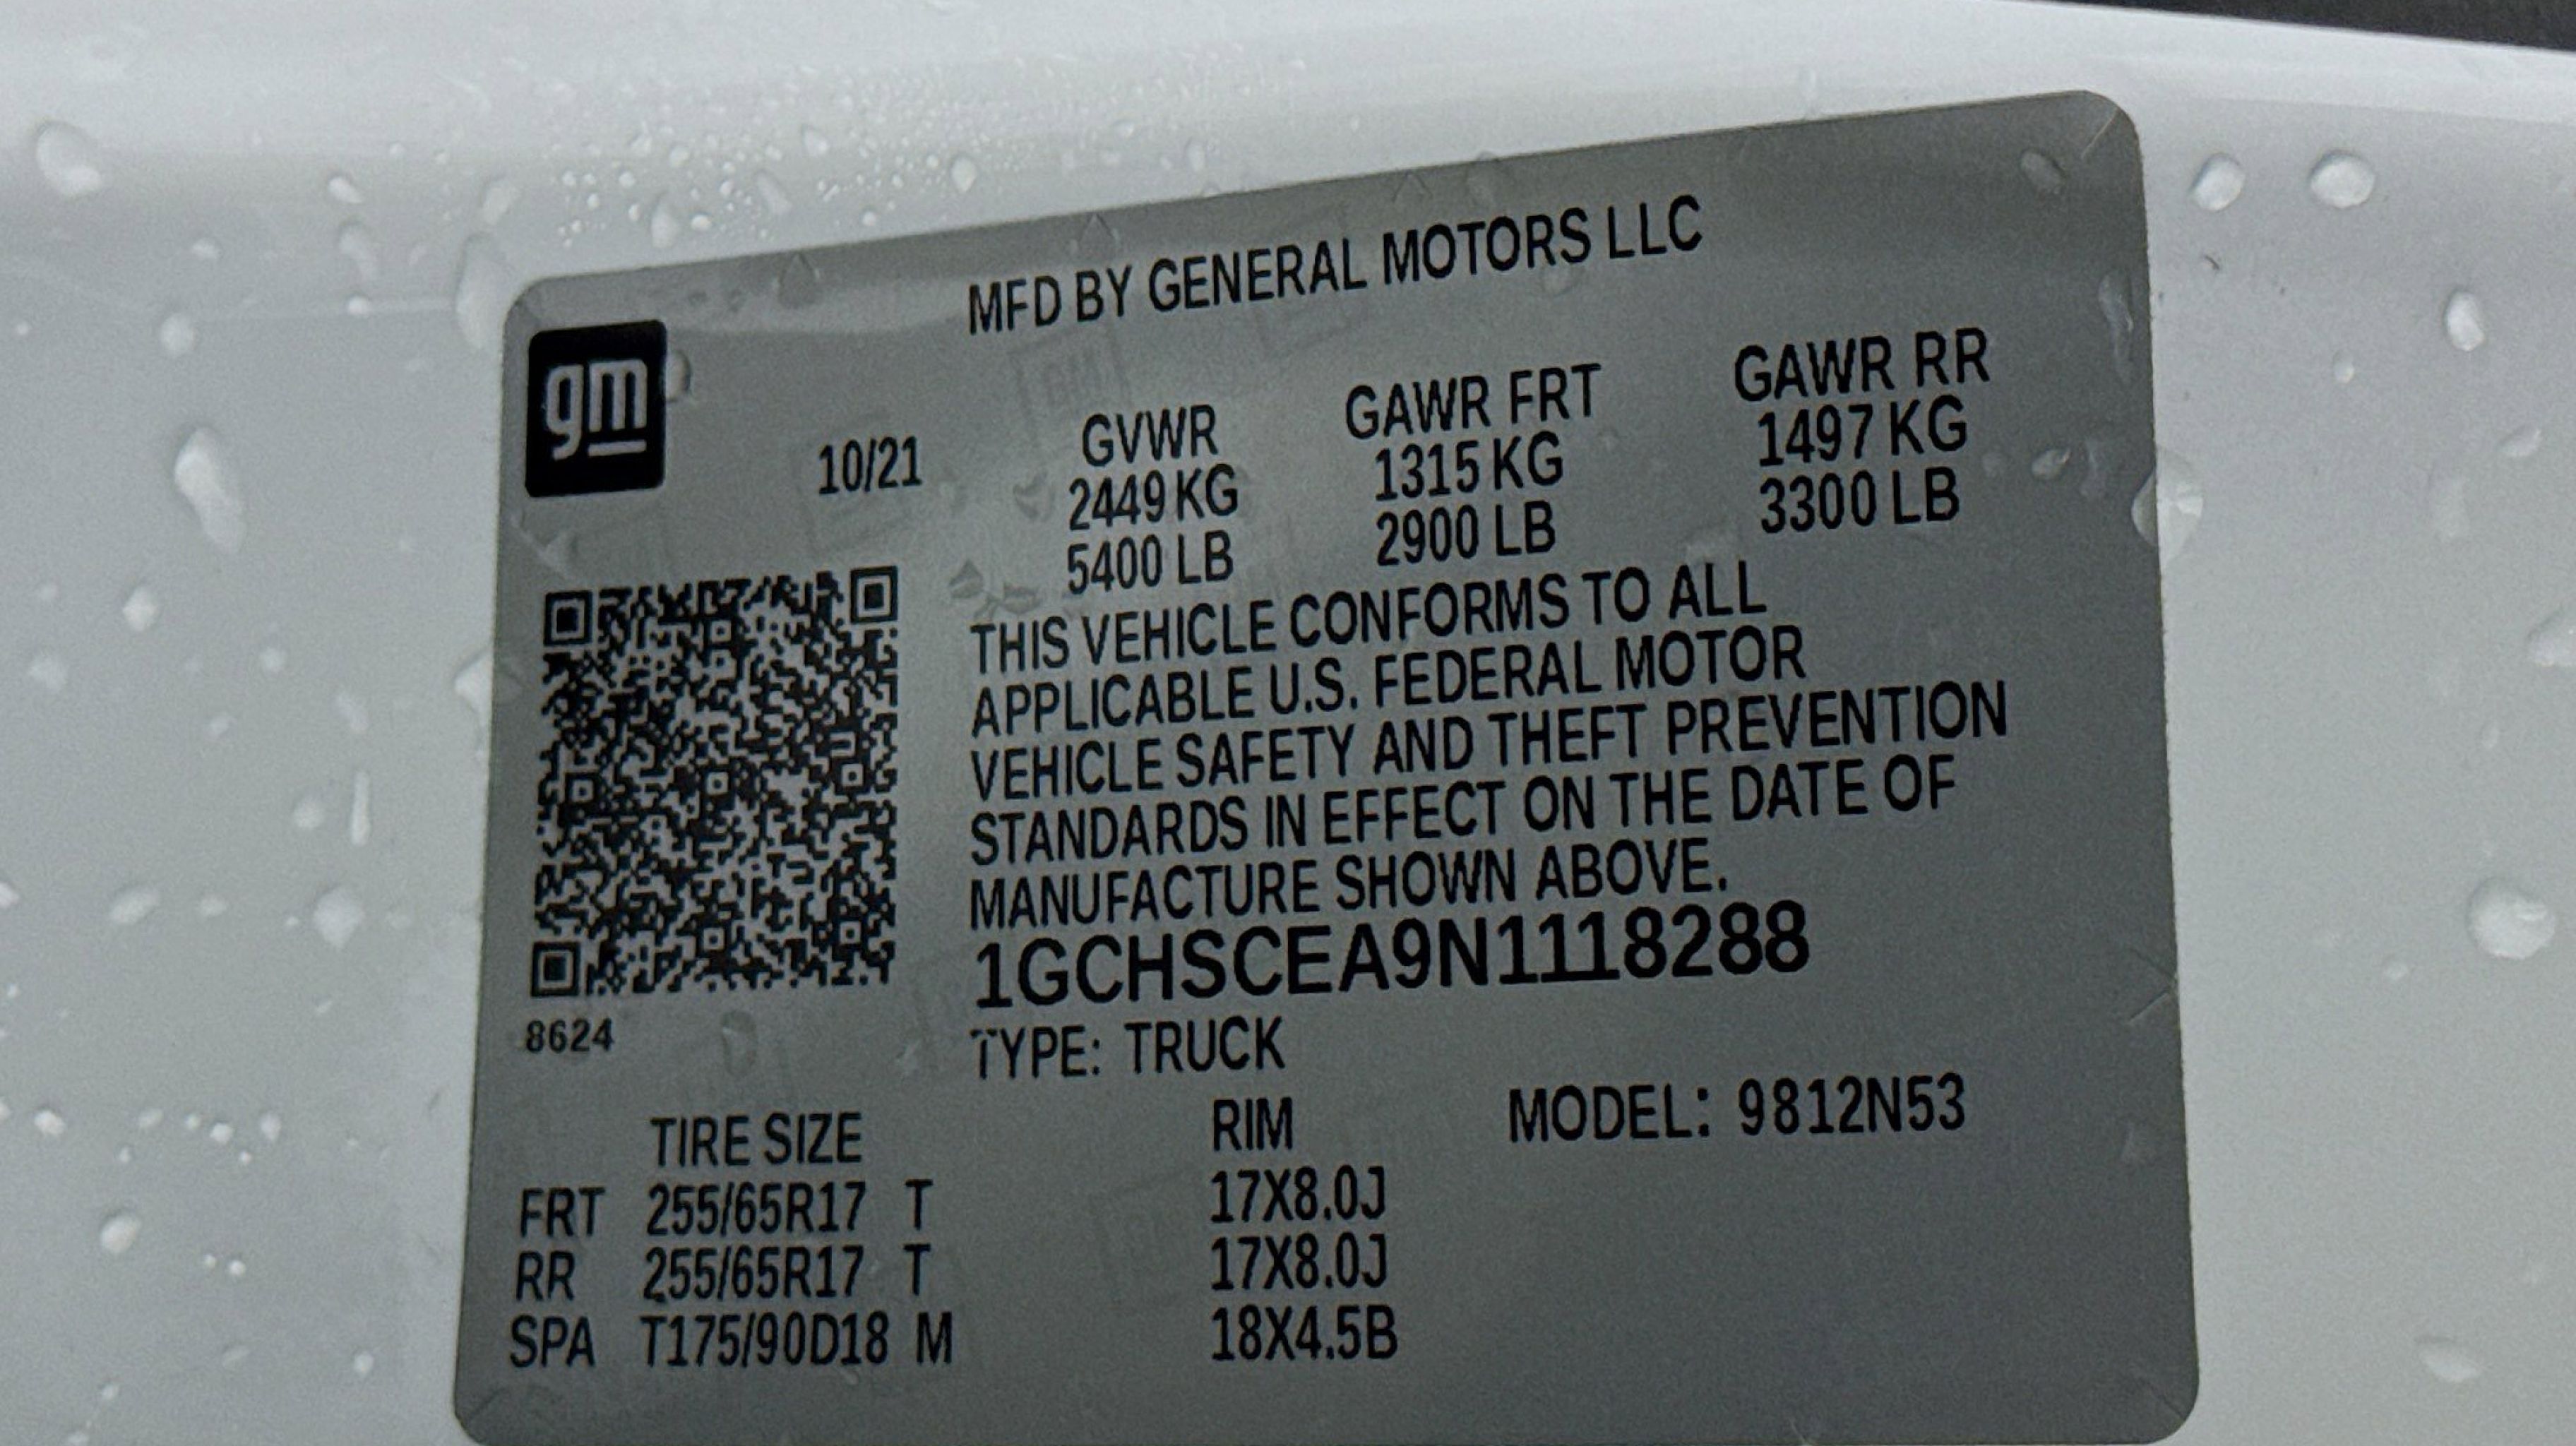 MFD BY GENERAL MOTORS LLC
gm
10/21
GVWR GAWR FRT GAWR RR
2449 KG 1315 KG 1497 KG
5400 LB 2900 LB 3300 LB
THIS VEHICLE CONFORMS TO ALL
APPLICABLE U.S. FEDERAL MOTOR
VEHICLE SAFETY AND THEFT PREVENTION
STANDARDS IN EFFECT ON THE DATE OF
MANUFACTURE SHOWN ABOVE.
1GCHSCEA9N1118288
8624
TYPE: TRUCK
TIRE SIZE RIM MODEL: 9812N53
FRT 255/65R17 T 17X8.0J
RR 255/65R17 T 17X8.0J
SPA T175/90D18 M 18X4.5B